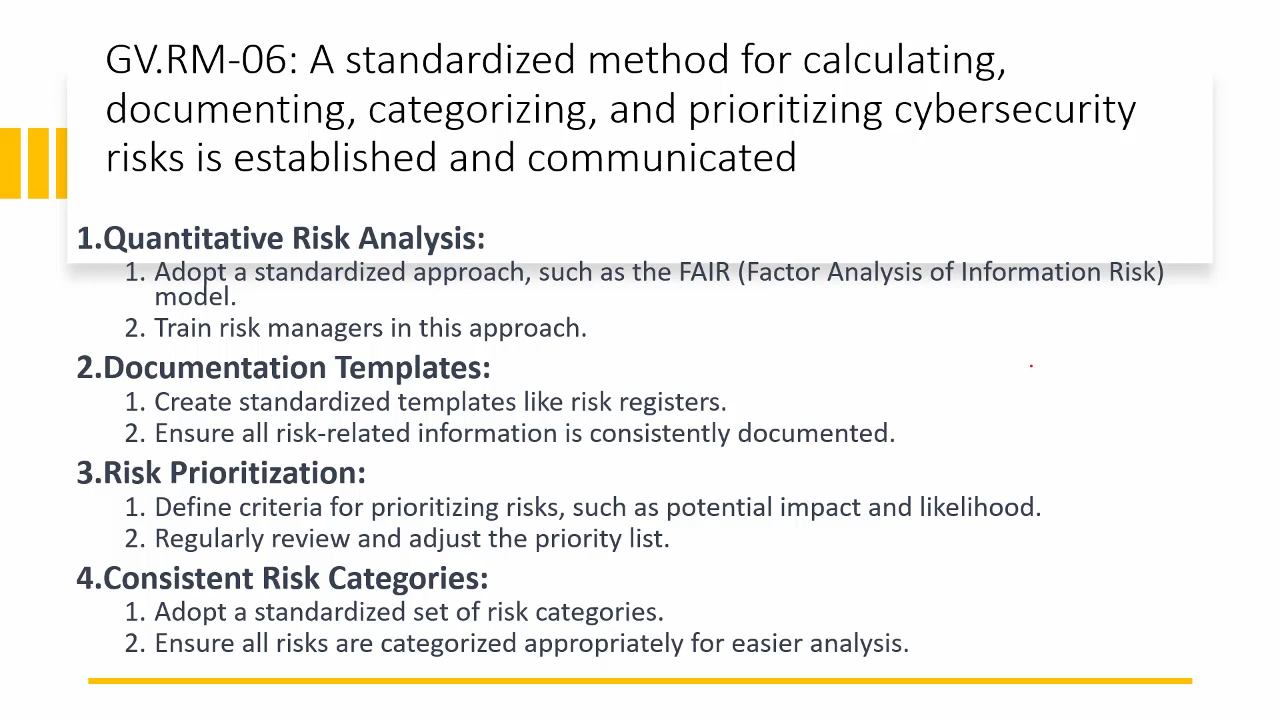 GV.RM-06: A standardized method for calculating,
documenting, categorizing, and prioritizing cybersecurity
risks is established and communicated
1.Quantitative Risk Analysis:
1. Adopt a standardized approach, such as the FAIR (Factor Analysis of Information Risk)
model.
2. Train risk managers in this approach.
2.Documentation Templates:
1. Create standardized templates like risk registers.
2. Ensure all risk-related information is consistently documented.
3.Risk Prioritization:
1. Define criteria for prioritizing risks, such as potential impact and likelihood.
2. Regularly review and adjust the priority list.
4.Consistent Risk Categories:
1. Adopt a standardized set of risk categories.
2. Ensure all risks are categorized appropriately for easier analysis.